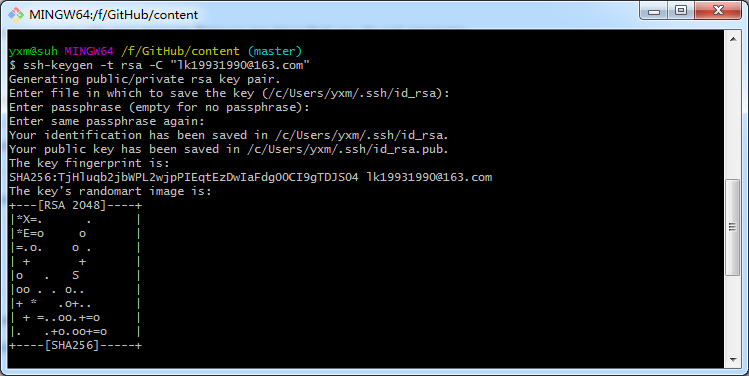 MINGW64:/f/GitHub/content
yxm@suh MINGW64 /f/GitHub/content (master)
$ ssh-keygen -t rsa -C "lk19931990@163.com"
Generating public/private rsa key pair.
Enter file in which to save the key (/c/Users/yxm/.ssh/id_rsa):
Enter passphrase (empty for no passphrase):
Enter same passphrase again:
Your identification has been saved in /c/Users/yxm/.ssh/id_rsa.
Your public key has been saved in /c/Users/yxm/.ssh/id_rsa.pub.
The key fingerprint is:
SHA256:TjHluqb2jbWPL2wjpPIEqtEzDwIaFdgOOCI9gTDJSO4 lk19931990@163.com
The key's randomart image is:
+---[RSA 2048]----+
|*X=.      .      |
|*E=o     o       |
|=.o.    o .      |
| +       +       |
|o   .   S        |
|oo . . o..       |
|+ *   .o+..      |
| + =..oo.+=o     |
|.   .+o.oo+=o    |
+----[SHA256]-----+